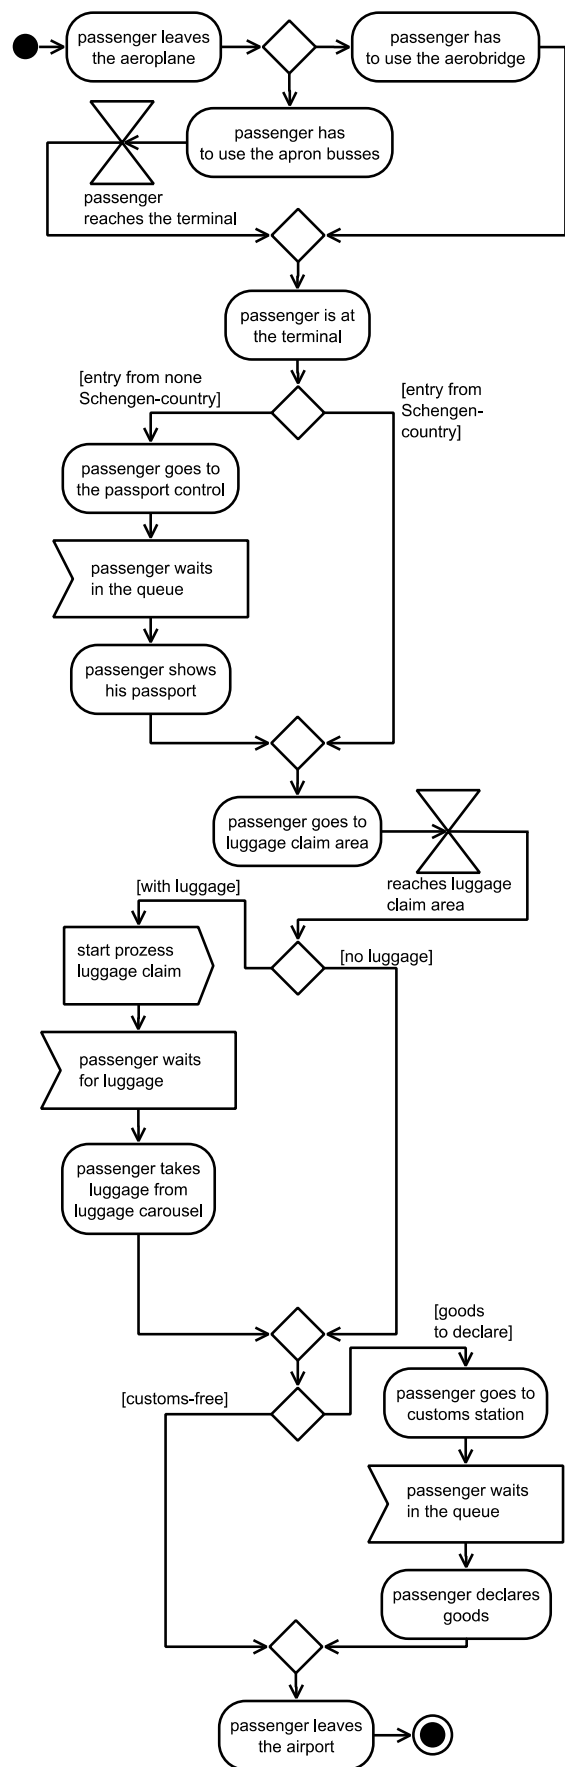 passenger leaves
the aeroplane
passenger has
to use the aerobridge
passenger has
to use the apron busses
passenger
reaches the terminal
passenger is at
the terminal
[entry from none
Schengen-country]
[entry from
Schengen-
country]
passenger goes to
the passport control
passenger waits
in the queue
passenger shows
his passport
passenger goes to
luggage claim area
reaches luggage
claim area
[with luggage]
start prozess
luggage claim
[no luggage]
passenger waits
for luggage
passenger takes
luggage from
luggage carousel
[goods
to declare]
[customs-free]
passenger goes to
customs station
passenger waits
in the queue
passenger declares
goods
passenger leaves
the airport